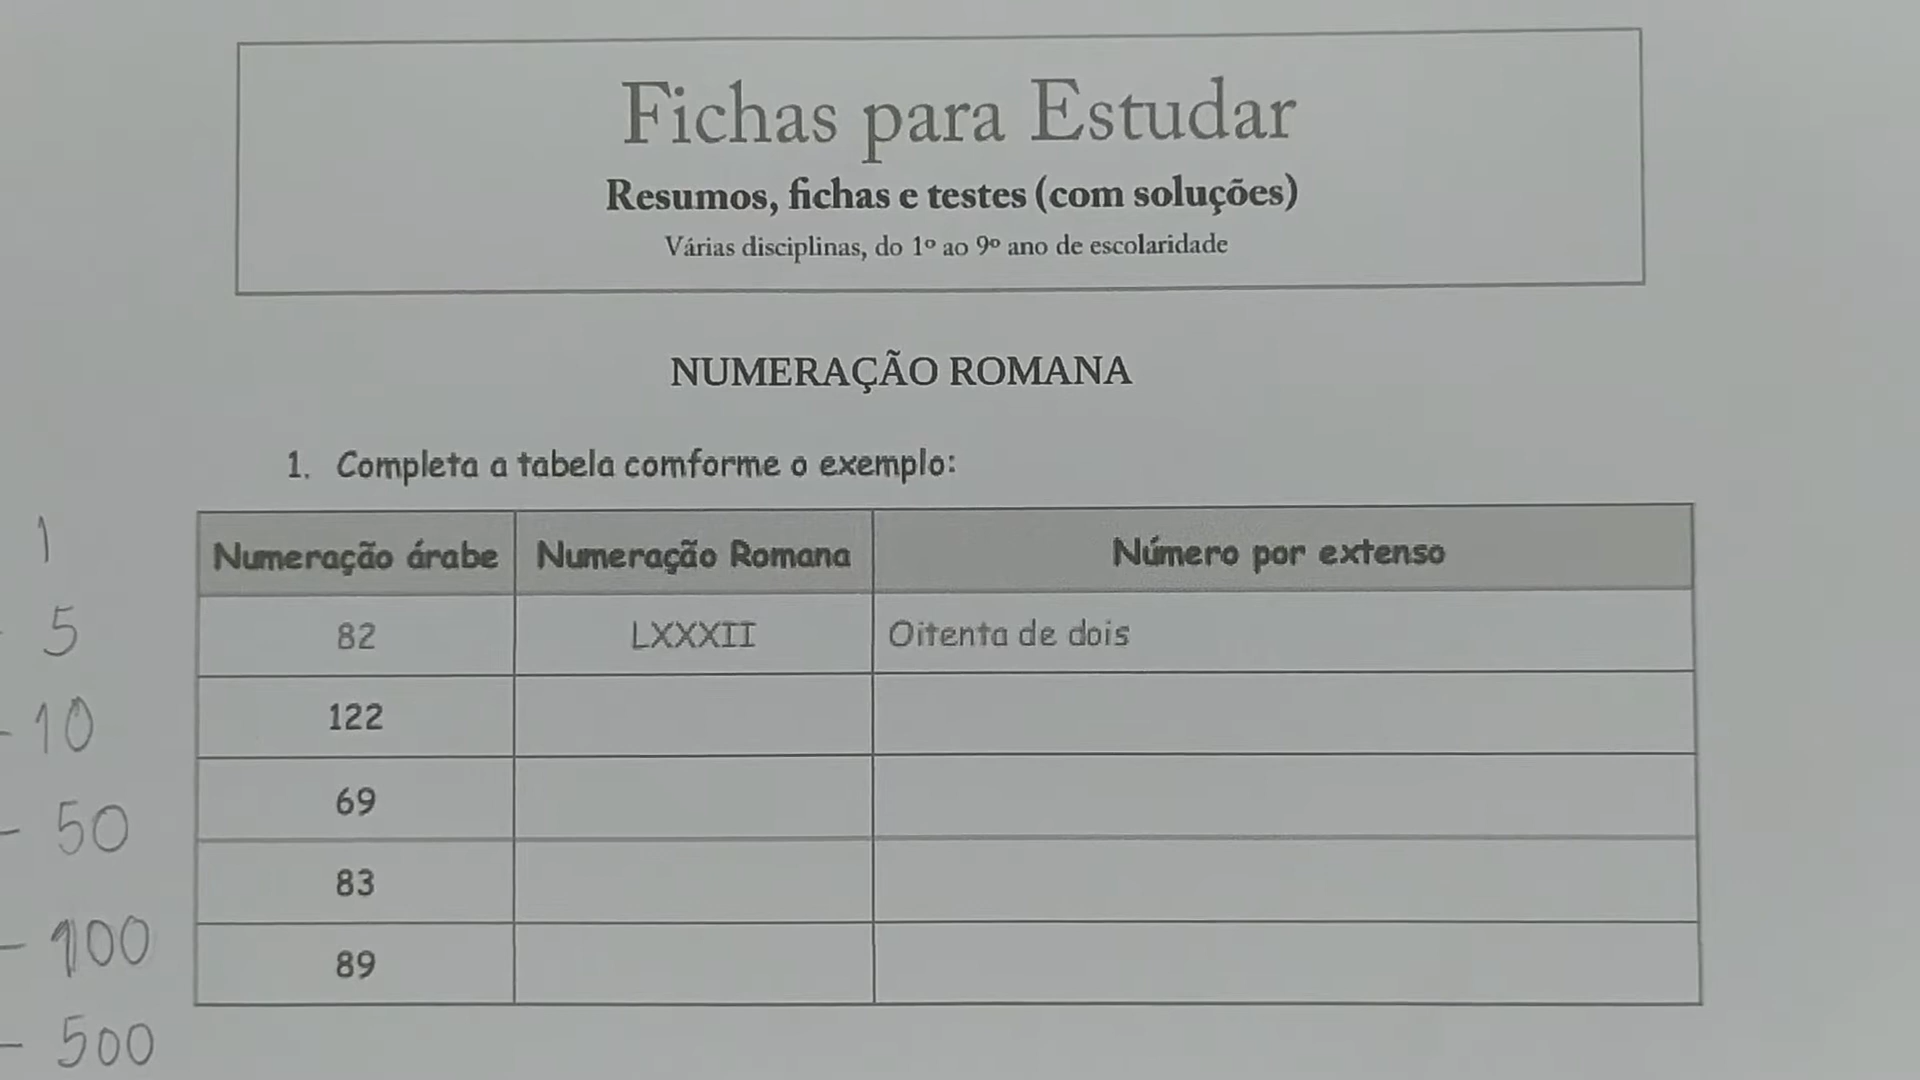 Fichas para Estudar
Resumos, fichas e testes (com soluções)
Várias disciplinas, do 1º ao 9º ano de escolaridade
NUMERAÇÃO ROMANA
1. Completa a tabela comforme o exemplo:
Numeração árabe Numeração Romana Número por extenso
82 LXXXII Oitenta de dois
122
69
83
89
1
- 5
- 10
- 50
- 100
- 500